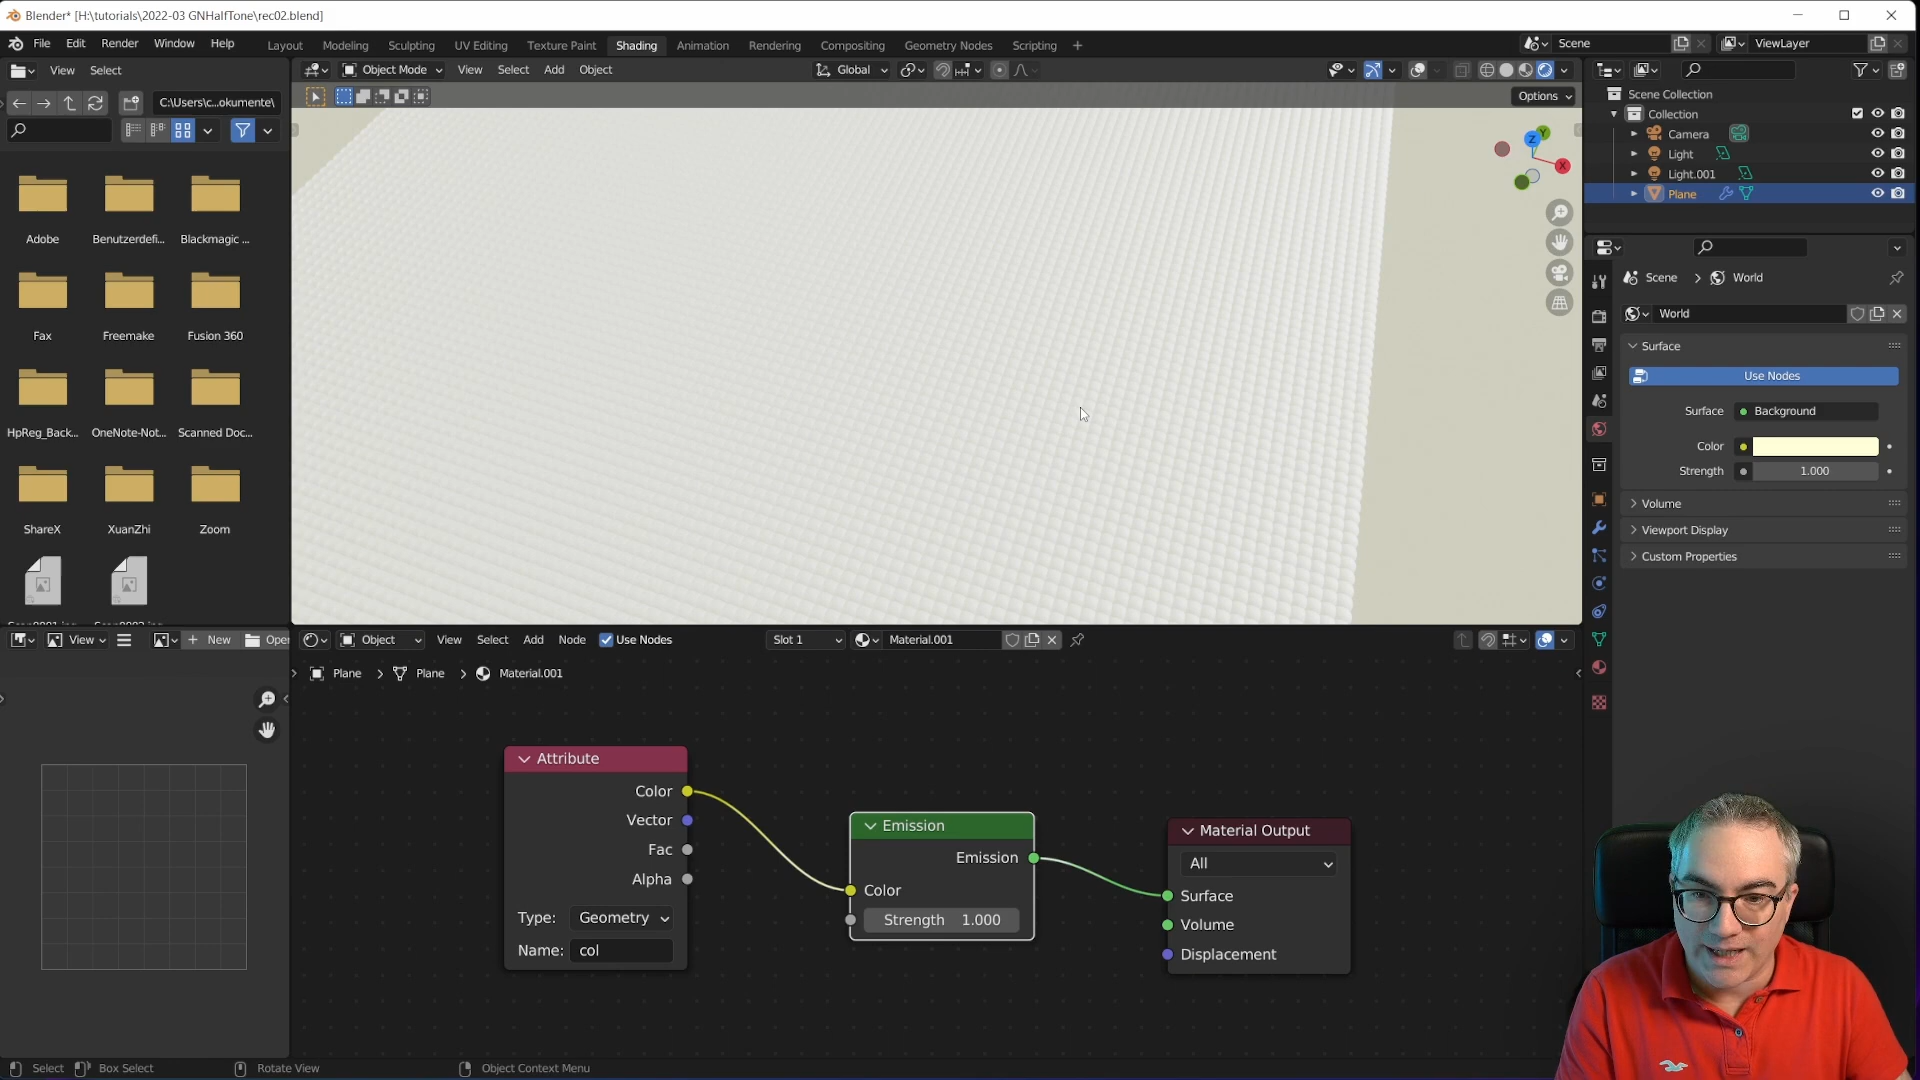 Blender* [H:\tutorials\2022-03 GNHalfTone\rec02.blend]
File Edit Render Window Help Layout Modeling Sculpting UV Editing Texture Paint Shading Animation Rendering Compositing Geometry Nodes Scripting + Scene ViewLayer
View Select Object Mode View Select Add Object Global
C:\Users\c...okumente\ Options
Scene Collection
Collection
Camera
Light
Light.001
Plane
Z Y X
Adobe Benutzerdefi... Blackmagic ...
Fax Freemake Fusion 360
HpReg_Back... OneNote-Not... Scanned Doc...
ShareX XuanZhi Zoom
Scene > World
World
Surface
Use Nodes
Surface Background
Color
Strength 1.000
Volume
Viewport Display
Custom Properties
View + New Open Object View Select Add Node Use Nodes Slot 1 Material.001
Plane > Plane > Material.001
Attribute
Color
Vector
Fac
Alpha
Type: Geometry
Name: col
Emission
Emission
Color
Strength 1.000
Material Output
All
Surface
Volume
Displacement
Select Box Select Rotate View Object Context Menu